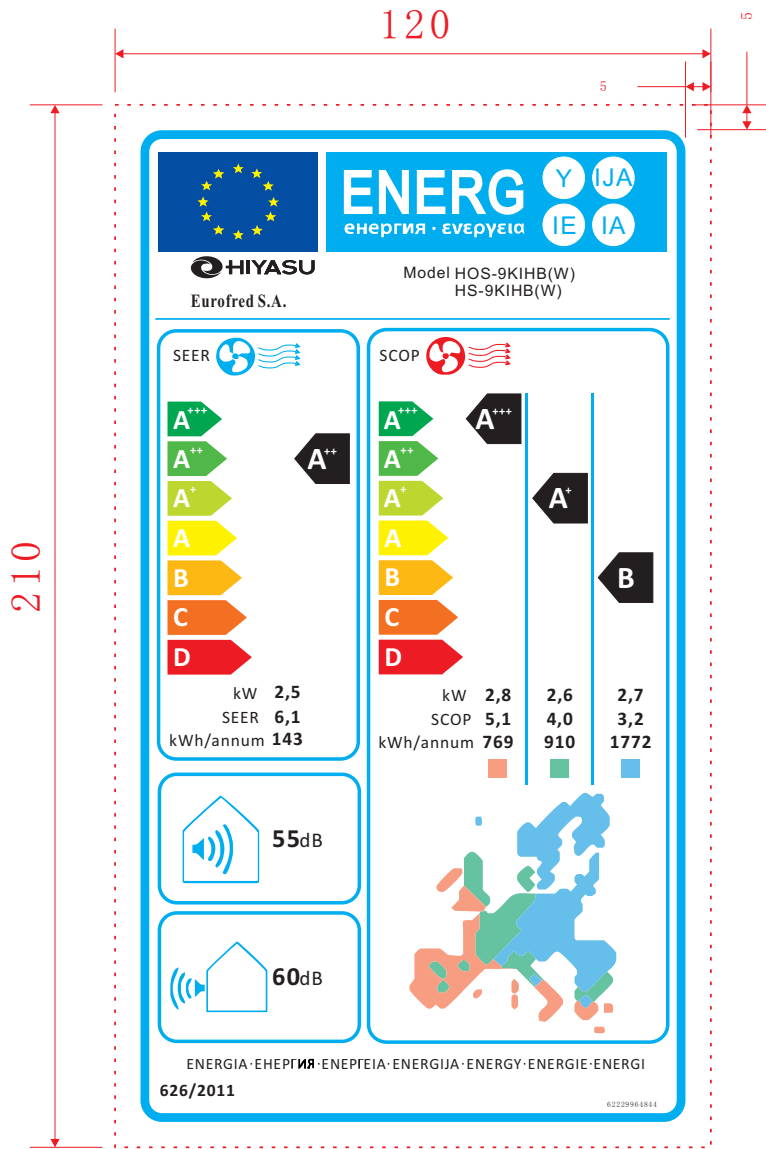 120
5
5
210
ENERG
енергия · ενεργεια
Y IJA
IE IA
HIYASU
Eurofred S.A.
Model HOS-9KIHB(W)
HS-9KIHB(W)
SEER
A+++
A++
A+
A
B
C
D
A++
kW 2,5
SEER 6,1
kWh/annum 143
SCOP
A+++
A++
A+
A
B
C
D
A+++
A+
B
kW 2,8 2,6 2,7
SCOP 5,1 4,0 3,2
kWh/annum 769 910 1772
55dB
60dB
ENERGIA·ЕНЕРГИЯ·ΕΝΕΡΓΕΙΑ·ENERGIJA·ENERGY·ENERGIE·ENERGI
626/2011
62229964844